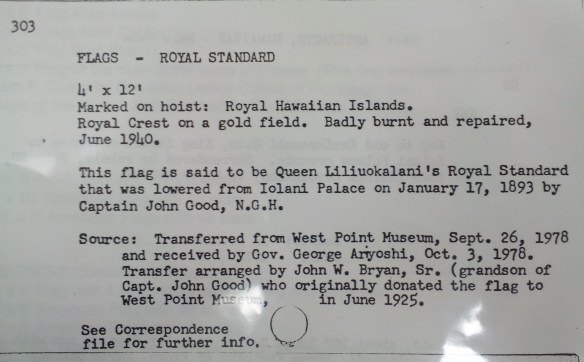 303
FLAGS - ROYAL STANDARD
4' x 12'
Marked on hoist: Royal Hawaiian Islands.
Royal Crest on a gold field. Badly burnt and repaired,
June 1940.
This flag is said to be Queen Liliuokalani's Royal Standard
that was lowered from Iolani Palace on January 17, 1893 by
Captain John Good, N.G.H.
Source: Transferred from West Point Museum, Sept. 26, 1978
and received by Gov. George Ariyoshi, Oct. 3, 1978.
Transfer arranged by John W. Bryan, Sr. (grandson of
Capt. John Good) who originally donated the flag to
West Point Museum, in June 1925.
See Correspondence
file for further info.